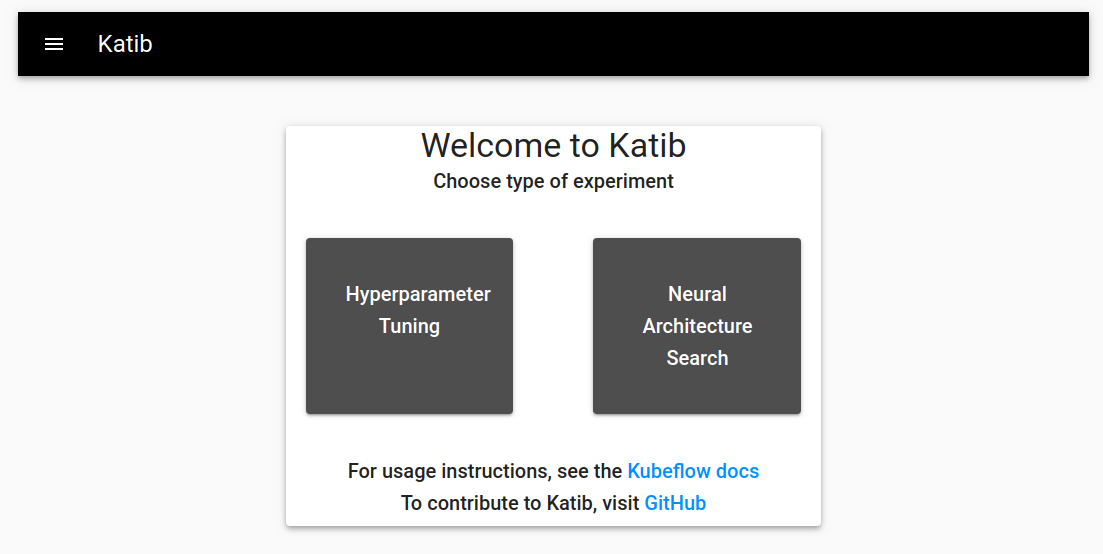 Katib
Welcome to Katib
Choose type of experiment
Hyperparameter
Tuning
Neural
Architecture
Search
For usage instructions, see the Kubeflow docs
To contribute to Katib, visit GitHub